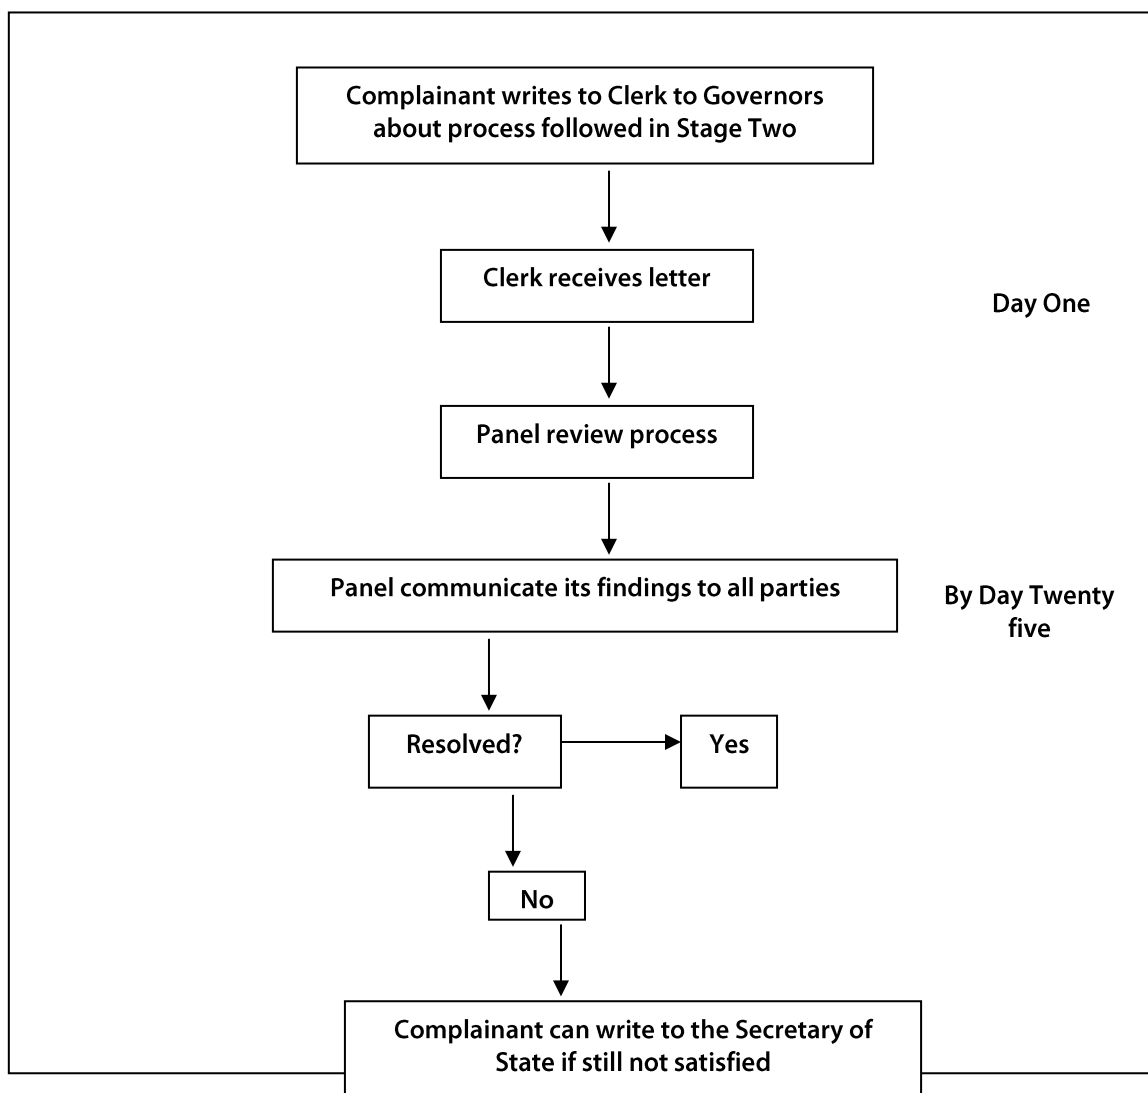 Complainant writes to Clerk to Governors
about process followed in Stage Two
Clerk receives letter
Day One
Panel review process
Panel communicate its findings to all parties
By Day Twenty
five
Resolved?
Yes
No
Complainant can write to the Secretary of
State if still not satisfied